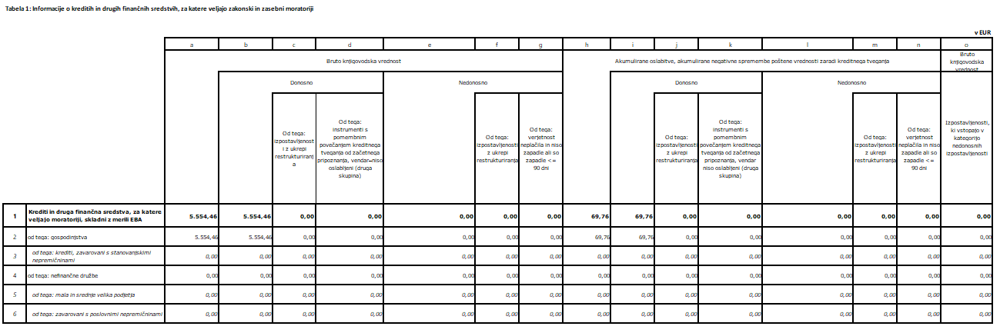 Tabela 1: Informacije o kreditih in drugih finančnih sredstvih, za katere veljajo zakonski in zasebni moratoriji
v EUR
a b c d e f g h i j k l m n o
Bruto knjigovodska vrednost
Akumulirane oslabitve, akumulirane negativne spremembe poštene vrednosti zaradi kreditnega tveganja
Bruto
knjigovodska
vrednost
Donosno
Nedonosno
Donosno
Nedonosno
Od tega:
izpostavljenost
i z ukrepi
restrukturiranj
a
Od tega:
instrumenti s
pomembnim
povečanjem kreditnega
tveganja od začetnega
pripoznanja, vendar–niso
oslabljeni (druga
skupina)
Od tega:
izpostavljenosti
z ukrepi
restrukturiranja
Od tega:
verjetnost
neplačila in niso
zapadle ali so
zapadle <=
90 dni
Od tega:
izpostavljenosti
z ukrepi
restrukturiranja
Od tega:
instrumenti s
pomembnim
povečanjem kreditnega
tveganja od začetnega
pripoznanja, vendar
niso oslabljeni (druga
skupina)
Od tega:
izpostavljenosti
z ukrepi
restrukturiranja
Od tega:
verjetnost
neplačila in niso
zapadle ali so
zapadle <=
90 dni
Izpostavljenosti,
ki vstopajo v
kategorijo
nedonosnih
izpostavljenosti
1 Krediti in druga finančna sredstva, za katere
veljajo moratoriji, skladni z merili EBA 5.554,46 5.554,46 0,00 0,00 0,00 0,00 0,00 69,76 69,76 0,00 0,00 0,00 0,00 0,00 0,00
2 od tega: gospodinjstva 5.554,46 5.554,46 0,00 0,00 0,00 0,00 0,00 69,76 69,76 0,00 0,00 0,00 0,00 0,00 0,00
3 od tega: krediti, zavarovani s stanovanjskimi
nepremičninami 0,00 0,00 0,00 0,00 0,00 0,00 0,00 0,00 0,00 0,00 0,00 0,00 0,00 0,00 0,00
4 od tega: nefinančne družbe 0,00 0,00 0,00 0,00 0,00 0,00 0,00 0,00 0,00 0,00 0,00 0,00 0,00 0,00 0,00
5 od tega: mala in srednje velika podjetja 0,00 0,00 0,00 0,00 0,00 0,00 0,00 0,00 0,00 0,00 0,00 0,00 0,00 0,00 0,00
6 od tega: zavarovani s poslovnimi nepremičninami 0,00 0,00 0,00 0,00 0,00 0,00 0,00 0,00 0,00 0,00 0,00 0,00 0,00 0,00 0,00